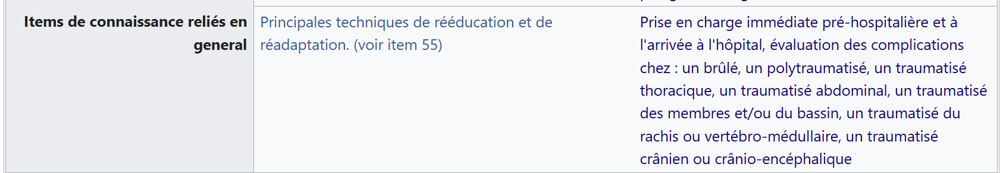 Items de connaissance reliés en
general
Principales techniques de rééducation et de
réadaptation. (voir item 55)
Prise en charge immédiate pré-hospitalière et à
l'arrivée à l'hôpital, évaluation des complications
chez : un brûlé, un polytraumatisé, un traumatisé
thoracique, un traumatisé abdominal, un traumatisé
des membres et/ou du bassin, un traumatisé du
rachis ou vertébro-médullaire, un traumatisé
crânien ou crânio-encéphalique